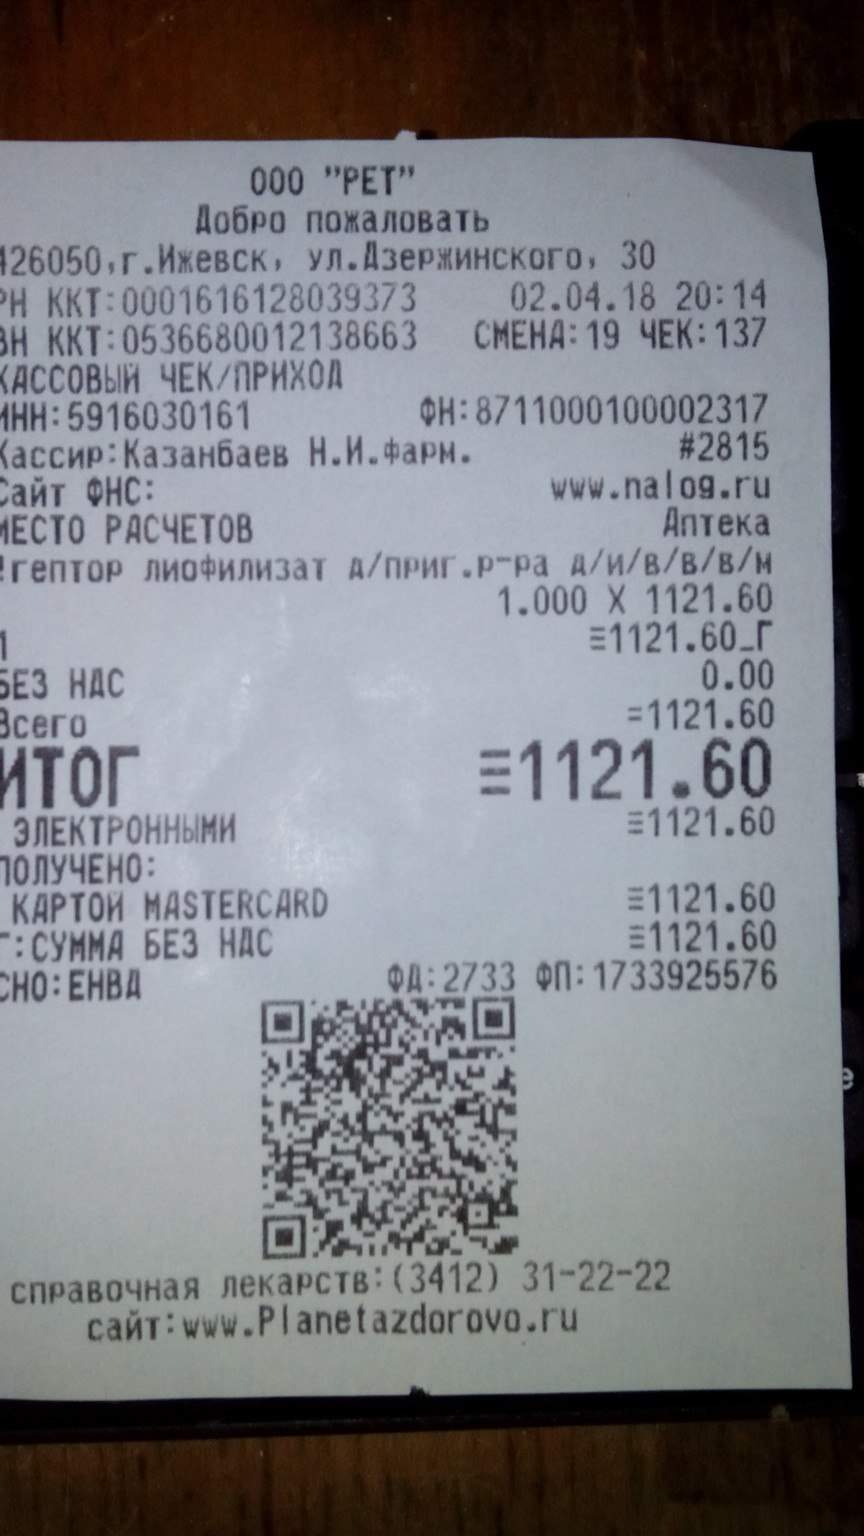 ООО "РЕТ"
Добро пожаловать
426050,г.Ижевск, ул.Дзержинского, 30
РН ККТ:0001616128039373 02.04.18 20:14
ЗН ККТ:0536680012138663 СМЕНА:19 ЧЕК:137
КАССОВЫЙ ЧЕК/ПРИХОД
ИНН:5916030161 ФН:8711000100002317
Кассир:Казанбаев Н.И.фарм. #2815
Сайт ФНС: www.nalog.ru
МЕСТО РАСЧЕТОВ Аптека
гептор лиофилизат д/приг.р-ра д/и/в/в/в/м
1.000 X 1121.60
1 ≡1121.60_Г
БЕЗ НДС 0.00
Всего =1121.60
ИТОГ ≡1121.60
ЭЛЕКТРОННЫМИ ≡1121.60
ПОЛУЧЕНО:
КАРТОЙ MASTERCARD ≡1121.60
Г:СУММА БЕЗ НДС ≡1121.60
СНО:ЕНВД ФД:2733 ФП:1733925576
справочная лекарств:(3412) 31-22-22
сайт:www.Planetazdorovo.ru